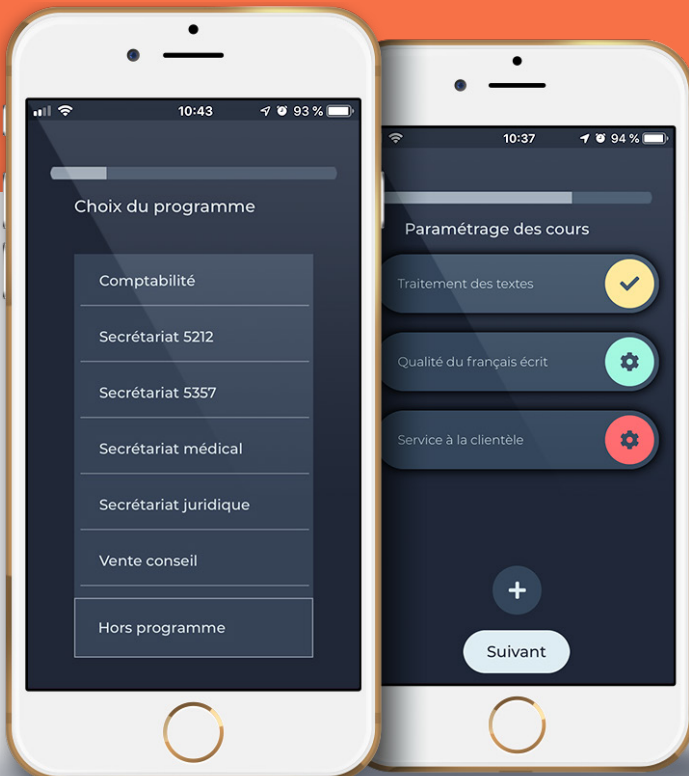 10:43
93 %
Choix du programme
Comptabilité
Secrétariat 5212
Secrétariat 5357
Secrétariat médical
Secrétariat juridique
Vente conseil
Hors programme
10:37
94 %
Paramétrage des cours
Traitement des textes
Qualité du français écrit
Service à la clientèle
+
Suivant